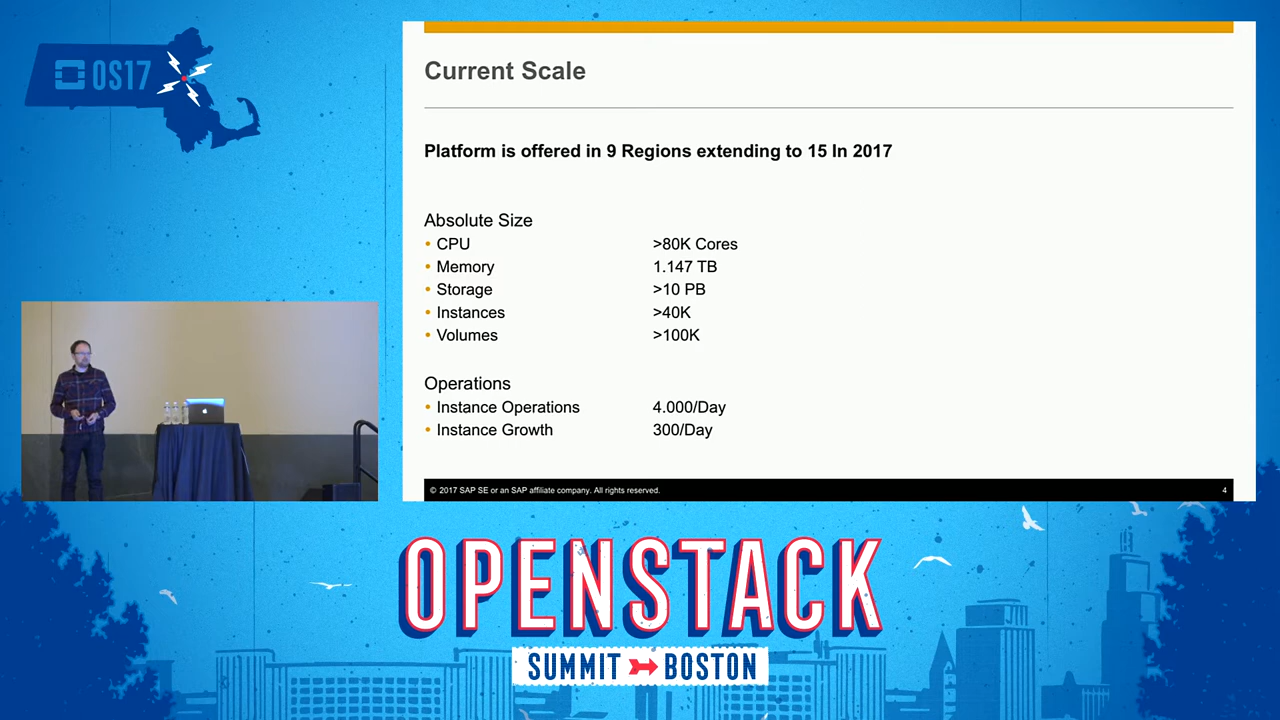 OS17
Current Scale
Platform is offered in 9 Regions extending to 15 In 2017
Absolute Size
• CPU >80K Cores
• Memory 1.147 TB
• Storage >10 PB
• Instances >40K
• Volumes >100K
Operations
• Instance Operations 4.000/Day
• Instance Growth 300/Day
© 2017 SAP SE or an SAP affiliate company. All rights reserved. 4
OPENSTACK
SUMMIT BOSTON